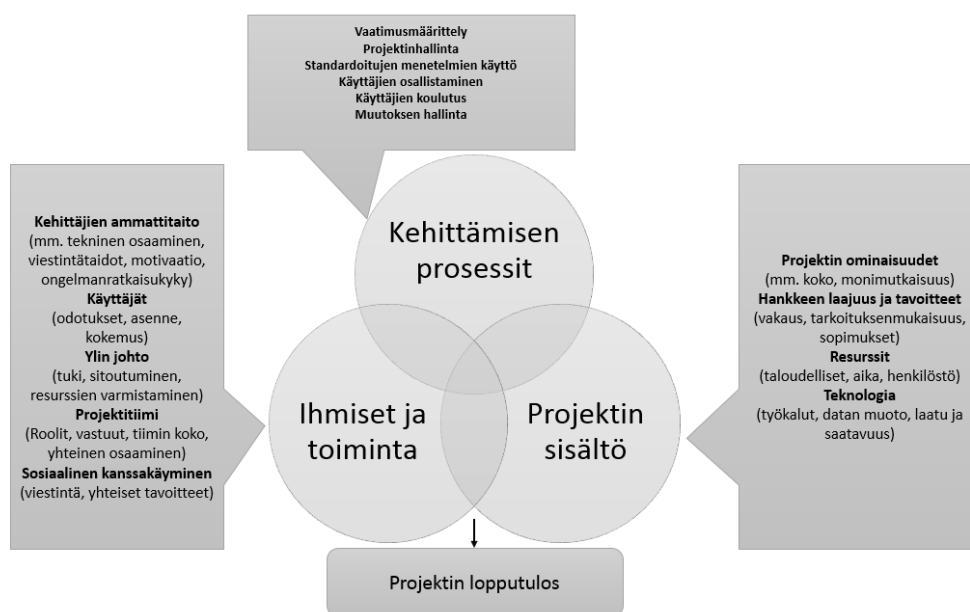 Vaatimusmäärittely
Projektinhallinta
Standardoitujen menetelmien käyttö
Käyttäjien osallistaminen
Käyttäjien koulutus
Muutoksen hallinta
Kehittämisen
prosessit
Kehittäjien ammattitaito
(mm. tekninen osaaminen,
viestintätaidot, motivaatio,
ongelmanratkaisukyky)
Käyttäjät
(odotukset, asenne,
kokemus)
Ylin johto
(tuki, sitoutuminen,
resurssien varmistaminen)
Projektitiimi
(Roolit, vastuut, tiimin koko,
yhteinen osaaminen)
Sosiaalinen kanssakäyminen
(viestintä, yhteiset tavoitteet)
Ihmiset ja
toiminta
Projektin
sisältö
Projektin ominaisuudet
(mm. koko, monimutkaisuus)
Hankkeen laajuus ja tavoitteet
(vakaus, tarkoituksenmukaisuus,
sopimukset)
Resurssit
(taloudelliset, aika, henkilöstö)
Teknologia
(työkalut, datan muoto, laatu ja
saatavuus)
Projektin lopputulos